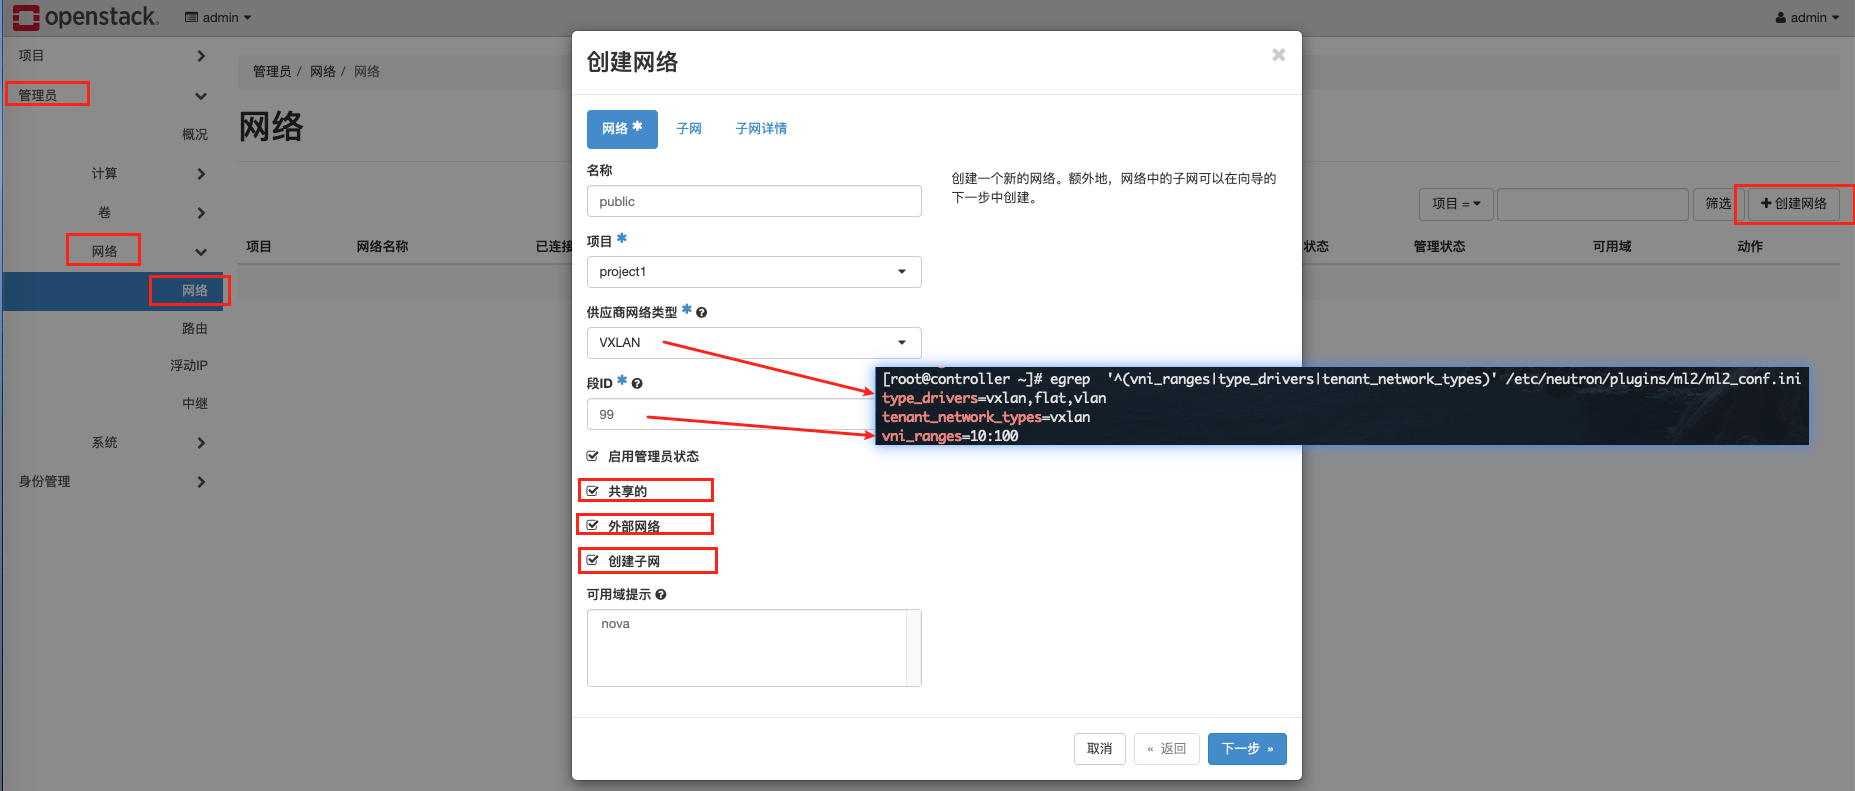 openstack. admin admin
项目
管理员
概况
计算
卷
网络
网络
路由
浮动IP
中继
系统
身份管理
管理员 / 网络 / 网络
网络
项目 = 筛选 创建网络
项目 网络名称 已连接 状态 管理状态 可用域 动作
创建网络
网络 * 子网 子网详情
名称
public
创建一个新的网络。额外地，网络中的子网可以在向导的
下一步中创建。
项目 *
project1
供应商网络类型 *
VXLAN
段ID *
99
[root@controller ~]# egrep  '^(vni_ranges|type_drivers|tenant_network_types)' /etc/neutron/plugins/ml2/ml2_conf.ini
type_drivers=vxlan,flat,vlan
tenant_network_types=vxlan
vni_ranges=10:100
启用管理员状态
共享的
外部网络
创建子网
可用域提示
nova
取消 « 返回 下一步 »